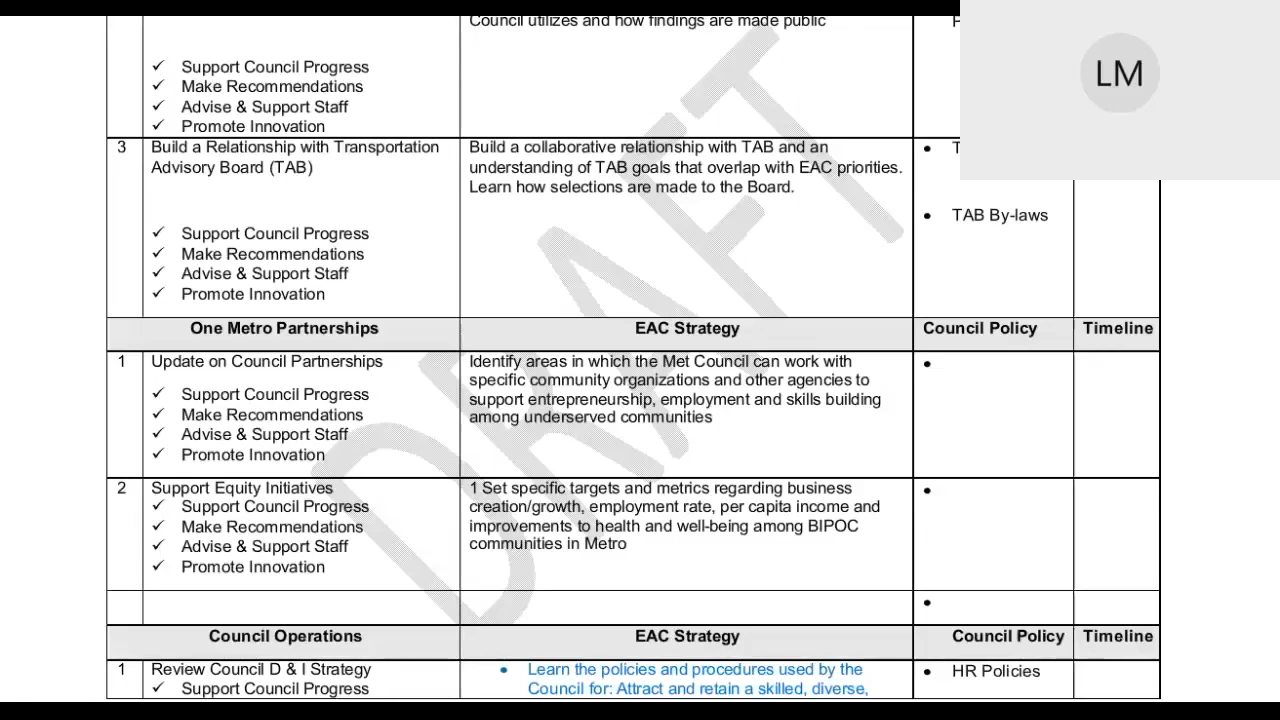 Council utilizes and how findings are made public
✓ Support Council Progress
✓ Make Recommendations
✓ Advise & Support Staff
✓ Promote Innovation
LM
3 Build a Relationship with Transportation
Advisory Board (TAB)
✓ Support Council Progress
✓ Make Recommendations
✓ Advise & Support Staff
✓ Promote Innovation
Build a collaborative relationship with TAB and an
understanding of TAB goals that overlap with EAC priorities.
Learn how selections are made to the Board.
• TAB By-laws
One Metro Partnerships EAC Strategy Council Policy Timeline
1 Update on Council Partnerships
✓ Support Council Progress
✓ Make Recommendations
✓ Advise & Support Staff
✓ Promote Innovation
Identify areas in which the Met Council can work with
specific community organizations and other agencies to
support entrepreneurship, employment and skills building
among underserved communities
•
2 Support Equity Initiatives
✓ Support Council Progress
✓ Make Recommendations
✓ Advise & Support Staff
✓ Promote Innovation
1 Set specific targets and metrics regarding business
creation/growth, employment rate, per capita income and
improvements to health and well-being among BIPOC
communities in Metro
•
•
Council Operations EAC Strategy Council Policy Timeline
1 Review Council D & I Strategy
✓ Support Council Progress
• Learn the policies and procedures used by the
Council for: Attract and retain a skilled, diverse,
• HR Policies
DRAFT